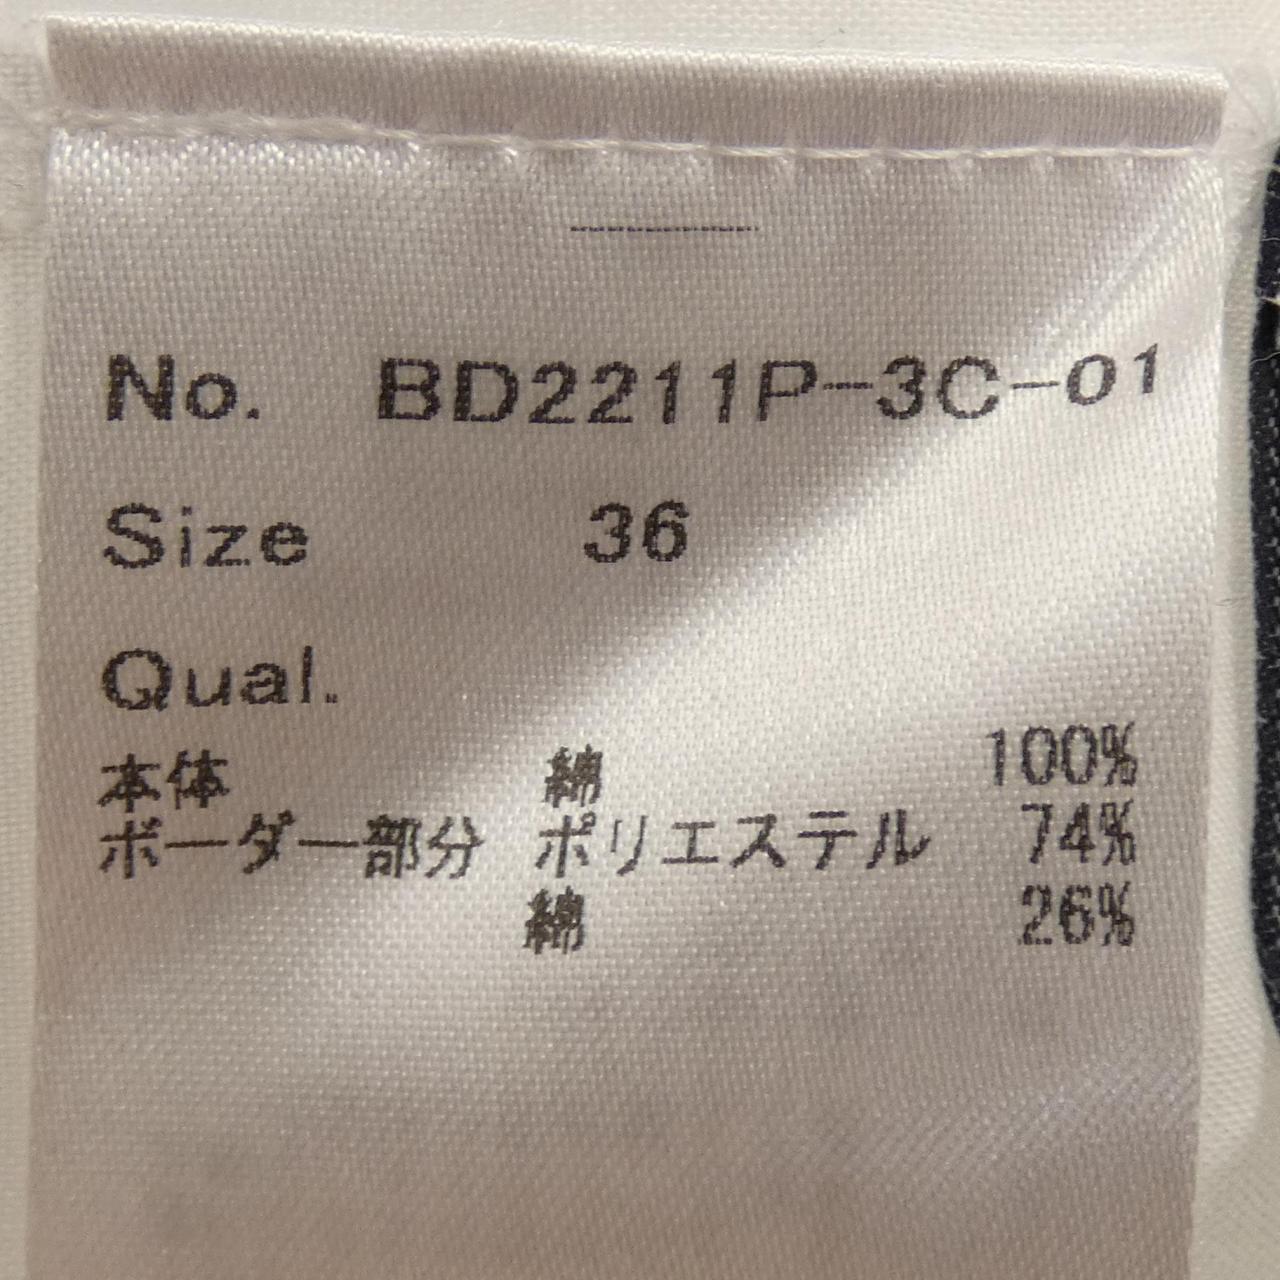 No. BD2211P-3C-01
Size 36
Qual.
本体 綿 100%
ボーダー部分 ポリエステル 74%
綿 26%